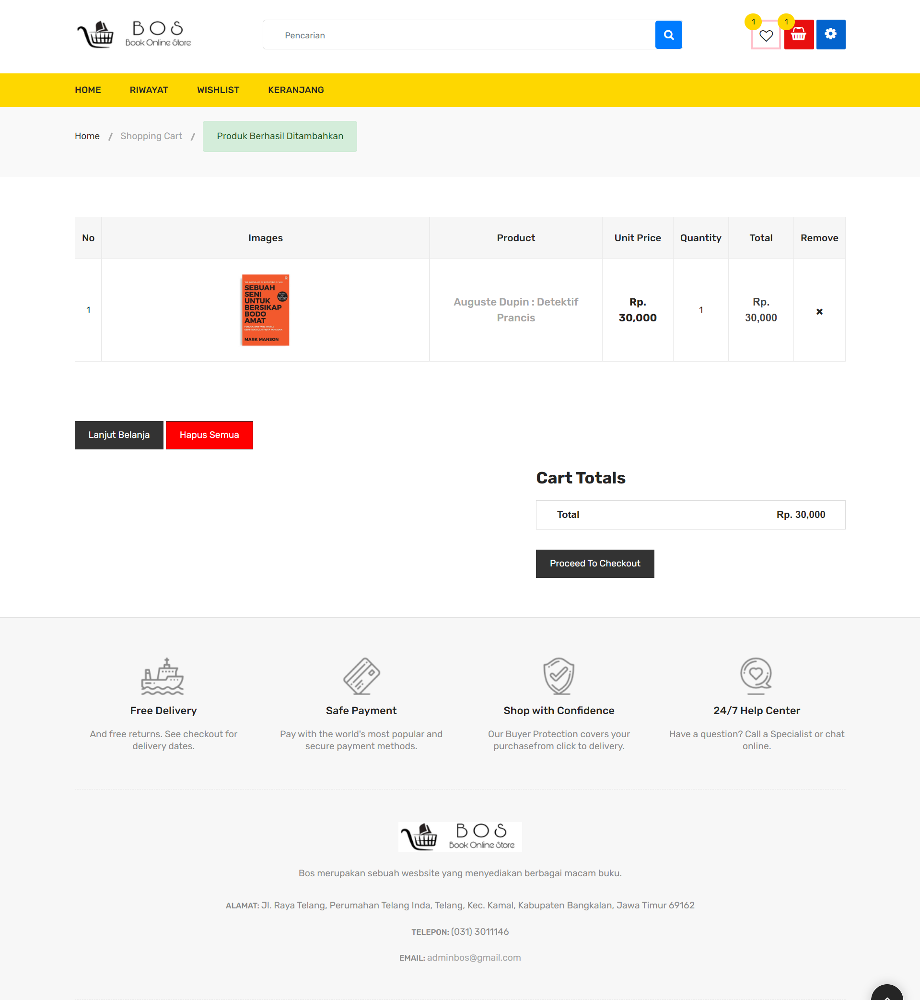 BOS
Book Online Store
Pencarian
1
1
HOME
RIWAYAT
WISHLIST
KERANJANG
Home / Shopping Cart / Produk Berhasil Ditambahkan
No
Images
Product
Unit Price
Quantity
Total
Remove
1
SEBUAH
SENI
UNTUK
BERSIKAP
BODO
AMAT
MARK MANSON
Auguste Dupin : Detektif
Prancis
Rp.
30,000
1
Rp.
30,000
Lanjut Belanja
Hapus Semua
Cart Totals
Total
Rp. 30,000
Proceed To Checkout
Free Delivery
And free returns. See checkout for
delivery dates.
Safe Payment
Pay with the world's most popular and
secure payment methods.
Shop with Confidence
Our Buyer Protection covers your
purchasefrom click to delivery.
24/7 Help Center
Have a question? Call a Specialist or chat
online.
BOS
Book Online Store
Bos merupakan sebuah wesbsite yang menyediakan berbagai macam buku.
ALAMAT: Jl. Raya Telang, Perumahan Telang Inda, Telang, Kec. Kamal, Kabupaten Bangkalan, Jawa Timur 69162
TELEPON: (031) 3011146
EMAIL: adminbos@gmail.com